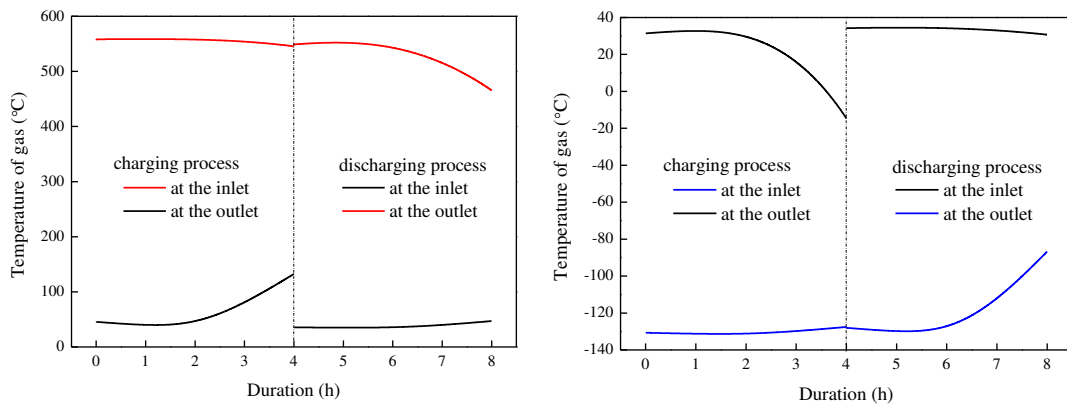 600
500
400
300
200
100
0
Temperature of gas (°C)
charging process
at the inlet
at the outlet
discharging process
at the inlet
at the outlet
0 1 2 3 4 5 6 7 8
Duration (h)
40
20
0
-20
-40
-60
-80
-100
-120
-140
Temperature of gas (°C)
charging process
at the inlet
at the outlet
discharging process
at the inlet
at the outlet
0 1 2 3 4 5 6 7 8
Duration (h)